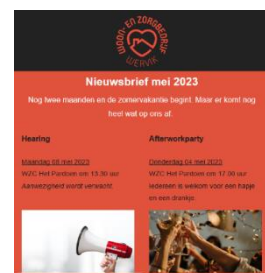 WOON- EN ZORGBEDRIJF
WERVIK
Nieuwsbrief mei 2023
Nog twee maanden en de zomervakantie begint. Maar er komt nog
heel wat op ons af.
Hearing
Maandag 08 mei 2023
WZC Het Pardoen om 13.30 uur
Aanwezigheid wordt verwacht.
Afterworkparty
Donderdag 04 mei 2023
WZC Het Pardoen om 17.00 uur
Iedereen is welkom voor een hapje
en een drankje.